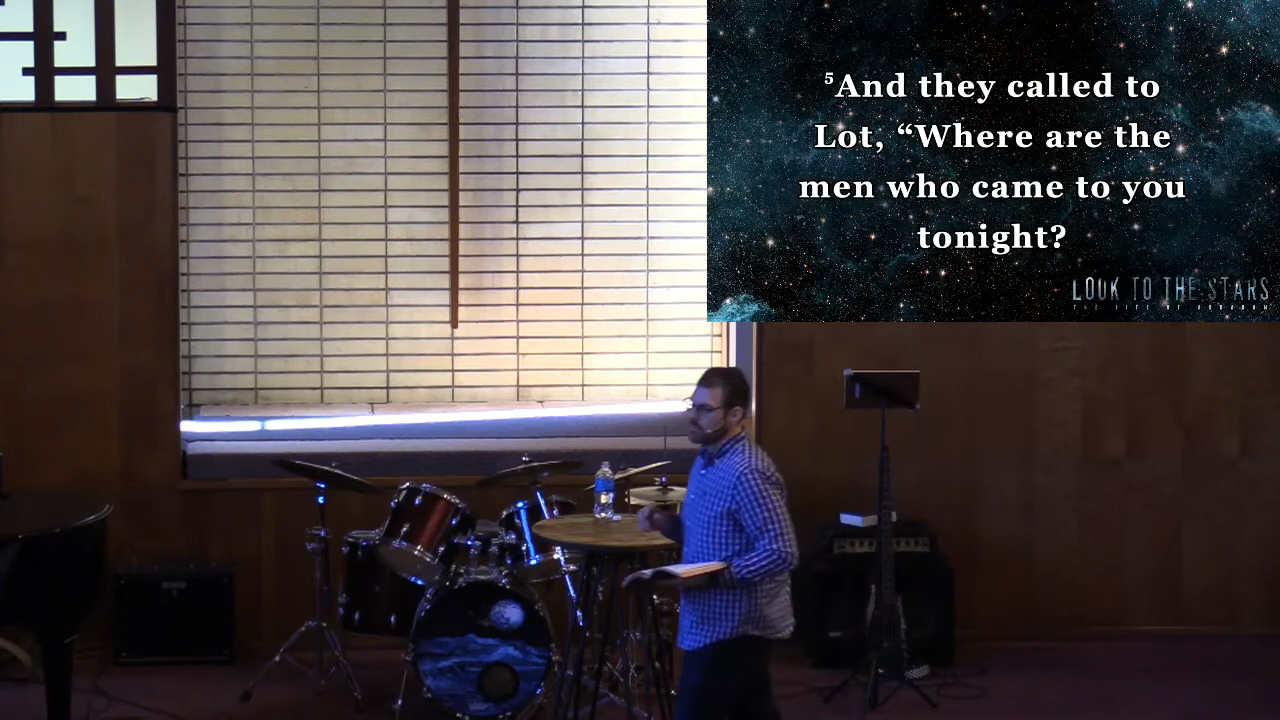 ⁵And they called to
Lot, “Where are the
men who came to you
tonight?
LOOK TO THE STARS